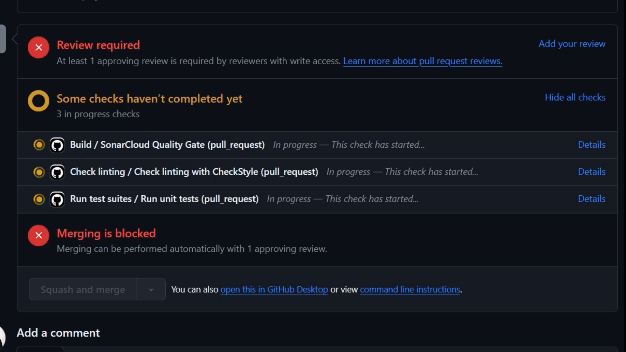 Review required
Add your review
At least 1 approving review is required by reviewers with write access. Learn more about pull request reviews.
Some checks haven't completed yet
Hide all checks
3 in progress checks
Build / SonarCloud Quality Gate (pull_request) In progress — This check has started...
Details
Check linting / Check linting with CheckStyle (pull_request) In progress — This check has started...
Details
Run test suites / Run unit tests (pull_request) In progress — This check has started...
Details
Merging is blocked
Merging can be performed automatically with 1 approving review.
Squash and merge
You can also open this in GitHub Desktop or view command line instructions.
Add a comment